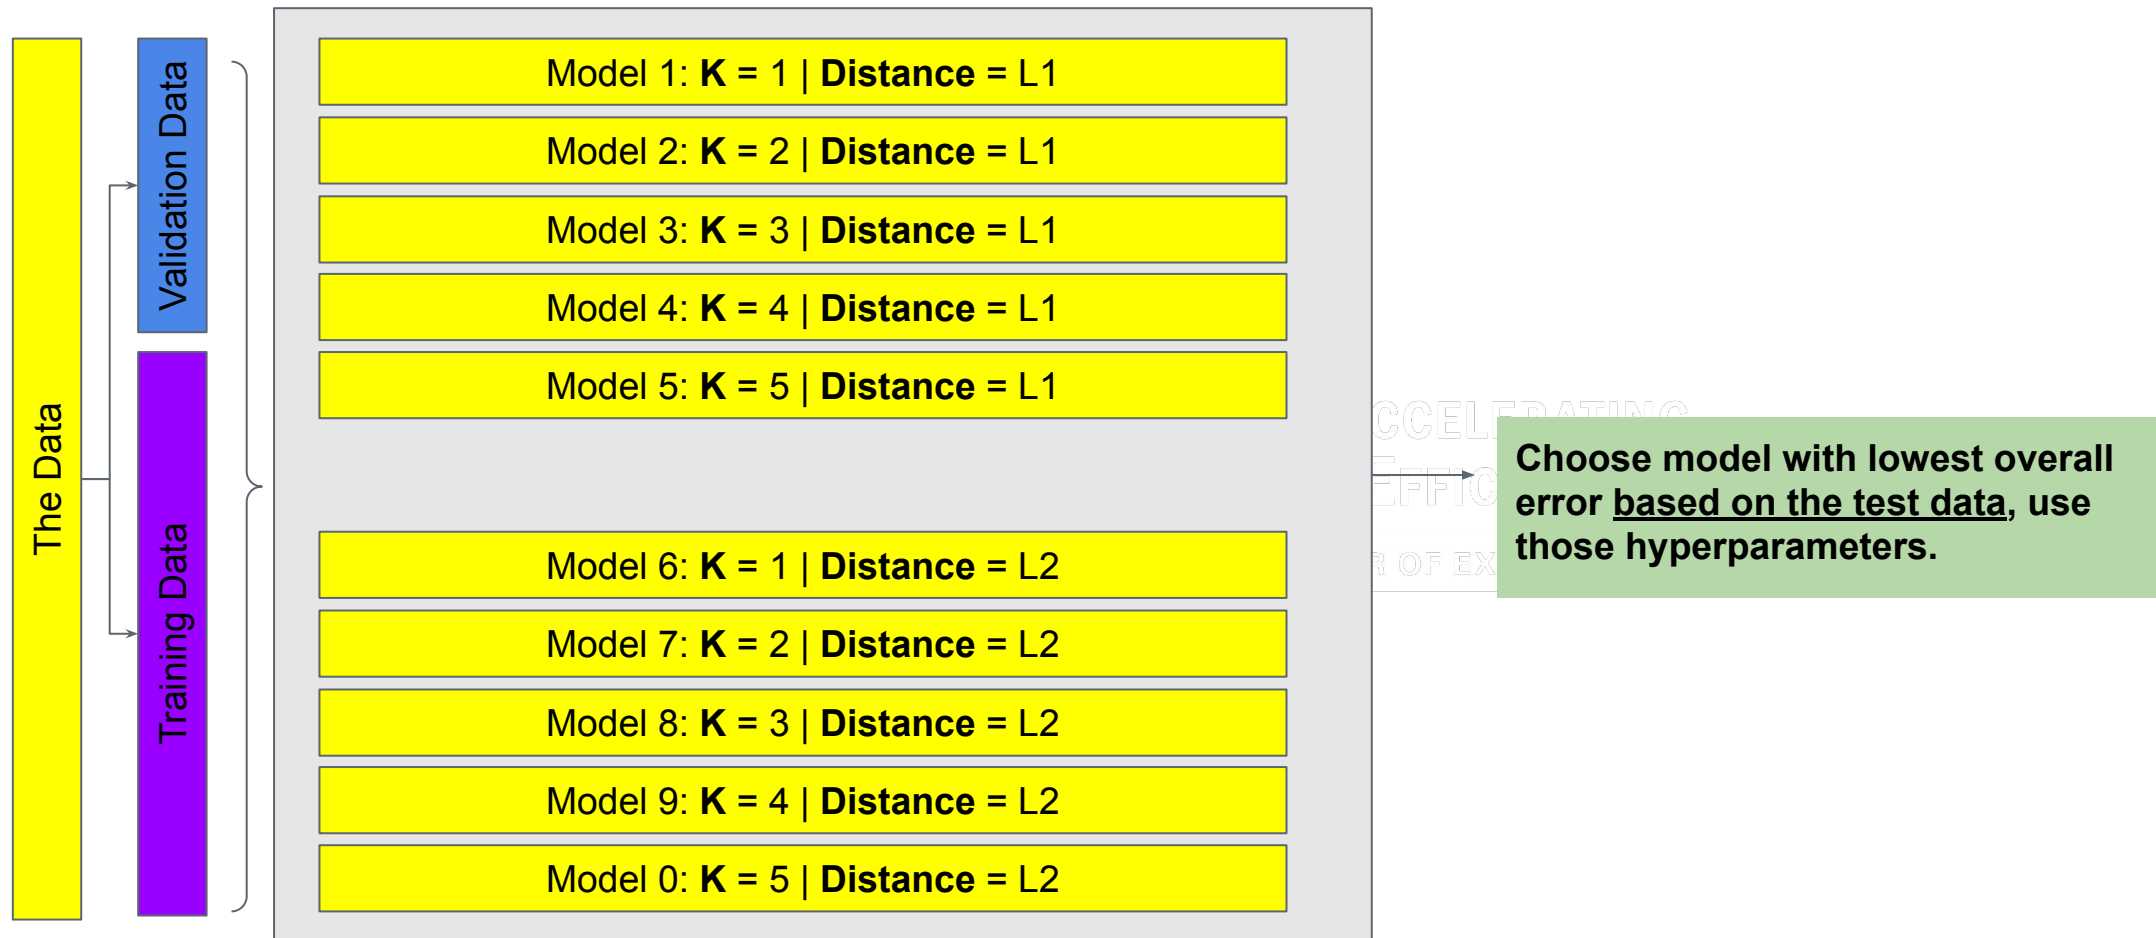 The Data
Validation Data
Training Data
Model 1: K = 1 | Distance = L1
Model 2: K = 2 | Distance = L1
Model 3: K = 3 | Distance = L1
Model 4: K = 4 | Distance = L1
Model 5: K = 5 | Distance = L1
Model 6: K = 1 | Distance = L2
Model 7: K = 2 | Distance = L2
Model 8: K = 3 | Distance = L2
Model 9: K = 4 | Distance = L2
Model 0: K = 5 | Distance = L2
Choose model with lowest overall
error based on the test data, use
those hyperparameters.